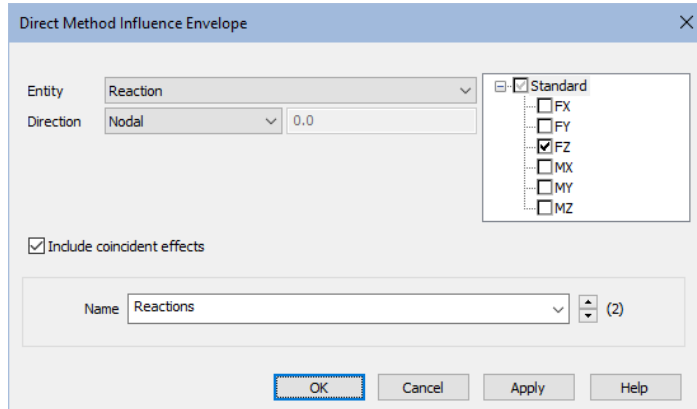 Direct Method Influence Envelope
Entity Reaction
Direction Nodal 0.0
Standard
FX
FY
FZ
MX
MY
MZ
Include coincident effects
Name Reactions (2)
OK Cancel Apply Help